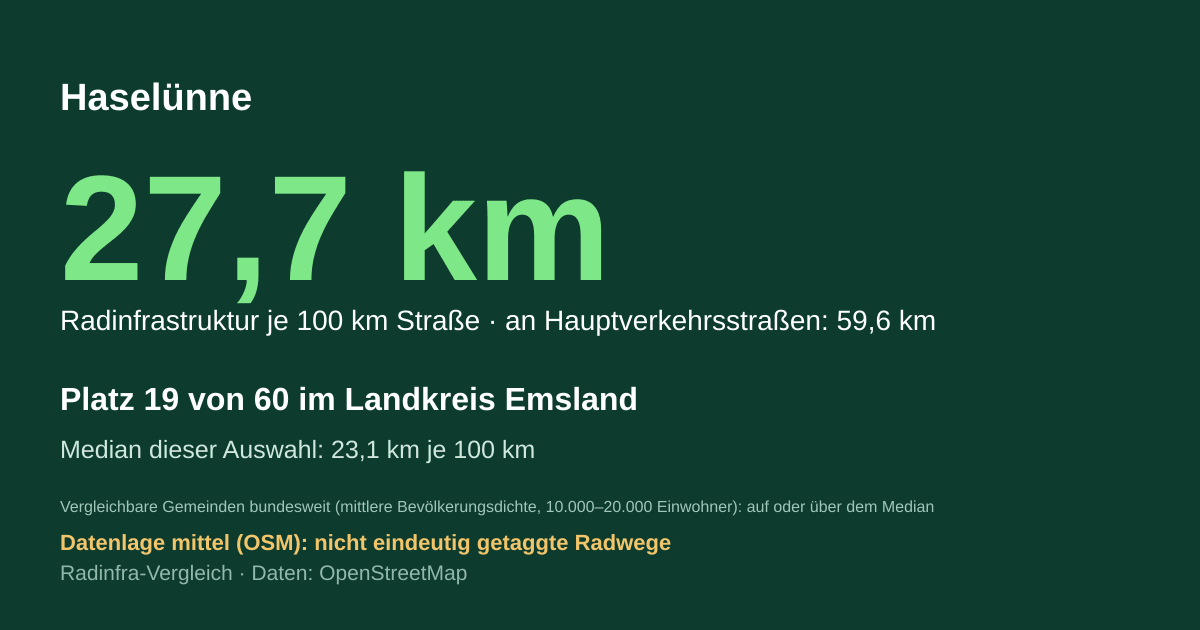 Haselünne
27,7 km
Radinfrastruktur je 100 km Straße · an Hauptverkehrsstraßen: 59,6 km
Platz 19 von 60 im Landkreis Emsland
Median dieser Auswahl: 23,1 km je 100 km
Vergleichbare Gemeinden bundesweit (mittlere Bevölkerungsdichte, 10.000–20.000 Einwohner): auf oder über dem Median
Datenlage mittel (OSM): nicht eindeutig getaggte Radwege
Radinfra-Vergleich · Daten: OpenStreetMap